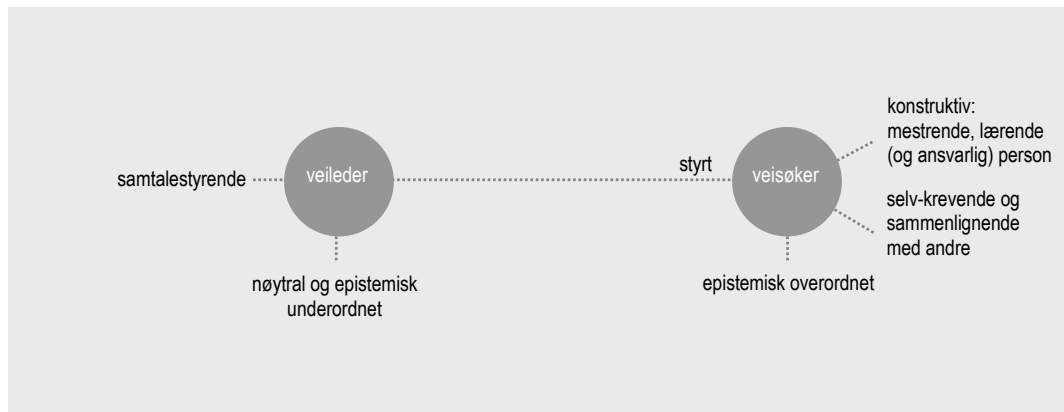 konstruktiv:
mestrende, lærende
(og ansvarlig) person
samtalestyrende
veileder
styrt
veisøker
selv-krevende og
sammenlignende
med andre
nøytral og epistemisk
underordnet
epistemisk overordnet